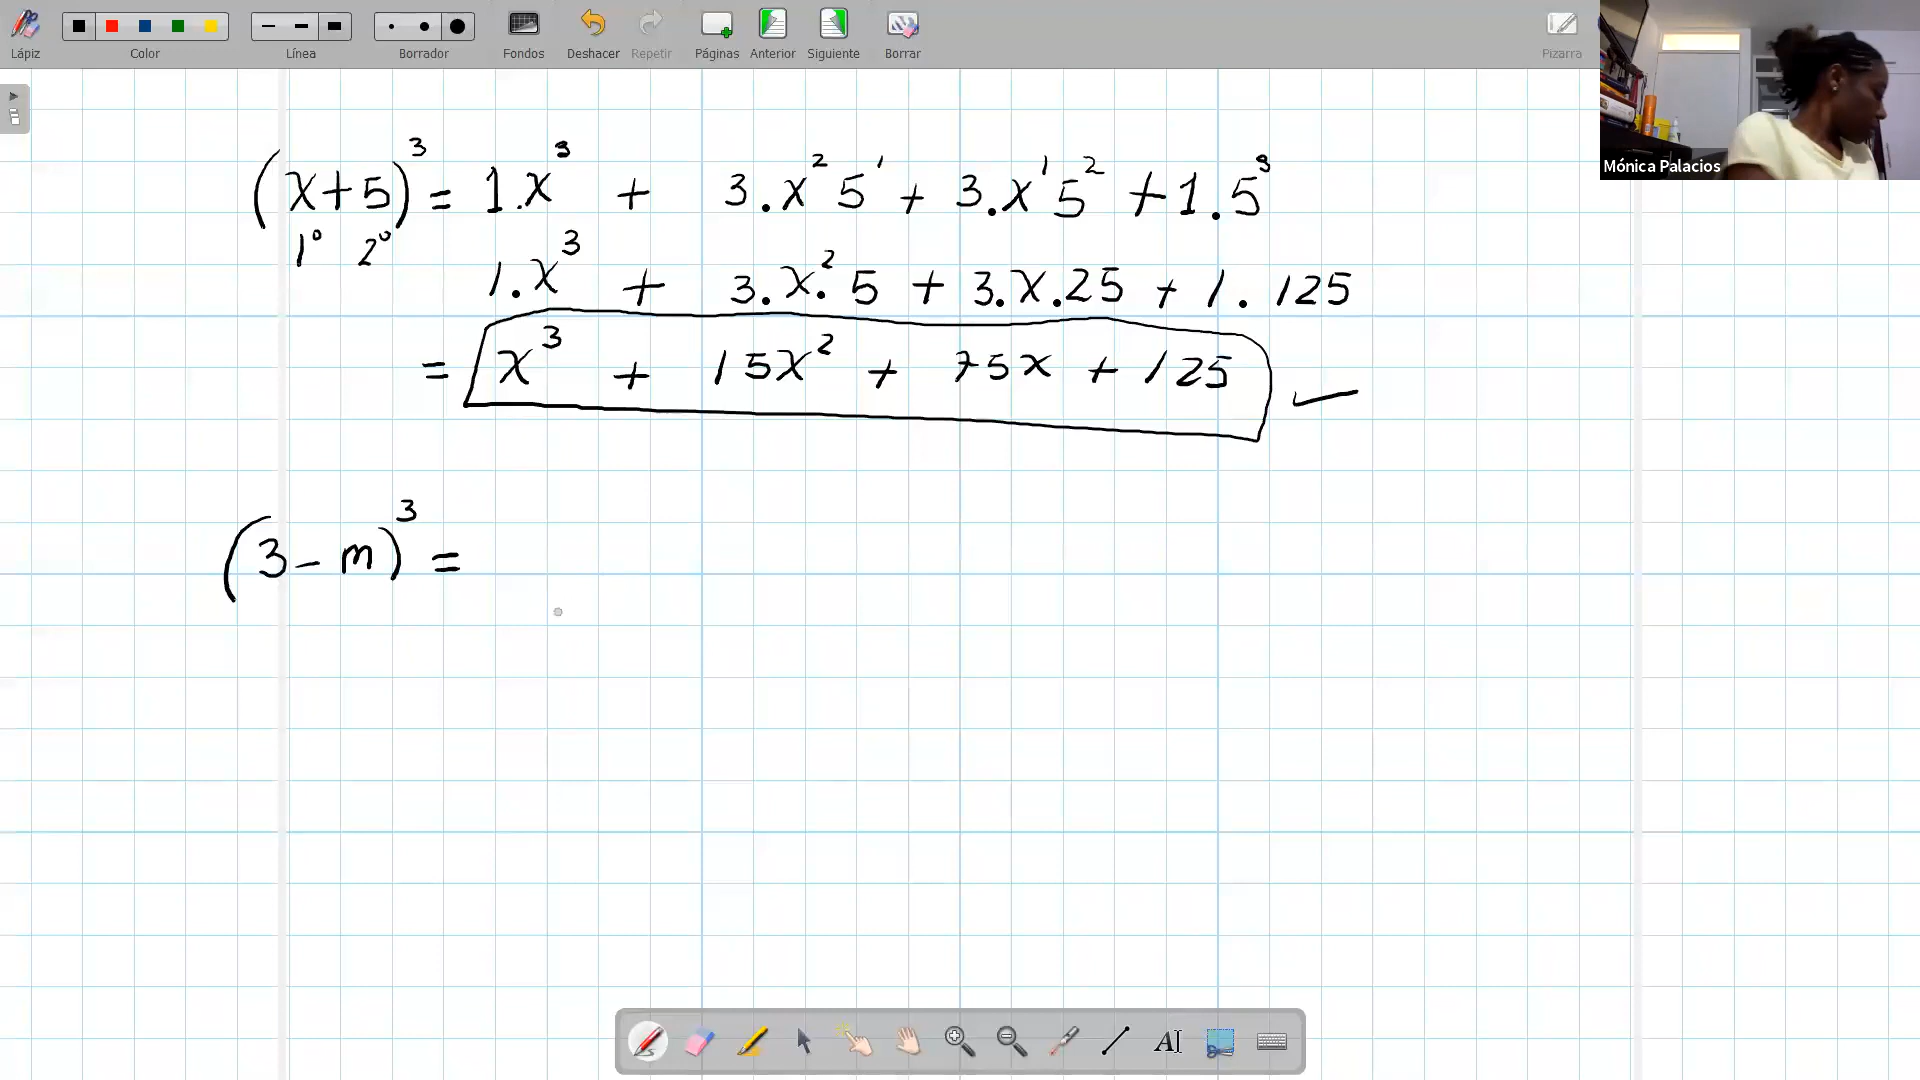 Lápiz Color Línea Borrador Fondos Deshacer Repetir Páginas Anterior Siguiente Borrar Pizarra
Mónica Palacios
(x+5)³ = 1.x³ + 3.x²5¹ + 3.x¹5² + 1.5³
1º 2º
1.x³ + 3.x².5 + 3.x.25 + 1.125
= x³ + 15x² + 75x + 125
(3-m)³ =